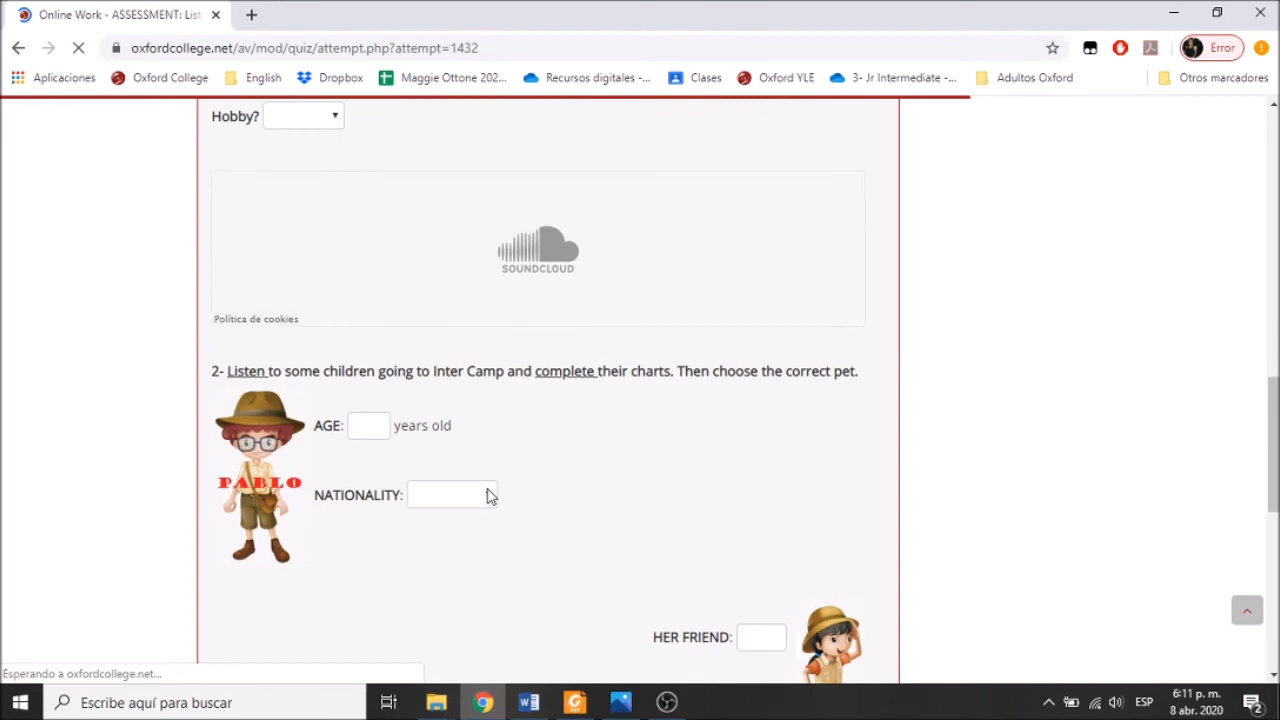 Online Work - ASSESSMENT: List
oxfordcollege.net/av/mod/quiz/attempt.php?attempt=1432
Error
Aplicaciones
Oxford College
English
Dropbox
Maggie Ottone 202...
Recursos digitales -...
Clases
Oxford YLE
3- Jr Intermediate -...
Adultos Oxford
Otros marcadores
Hobby?
SOUNDCLOUD
Política de cookies
2- Listen to some children going to Inter Camp and complete their charts. Then choose the correct pet.
AGE: years old
PABLO
NATIONALITY:
HER FRIEND:
Esperando a oxfordcollege.net...
Escribe aquí para buscar
ESP
6:11 p. m.
8 abr. 2020
2